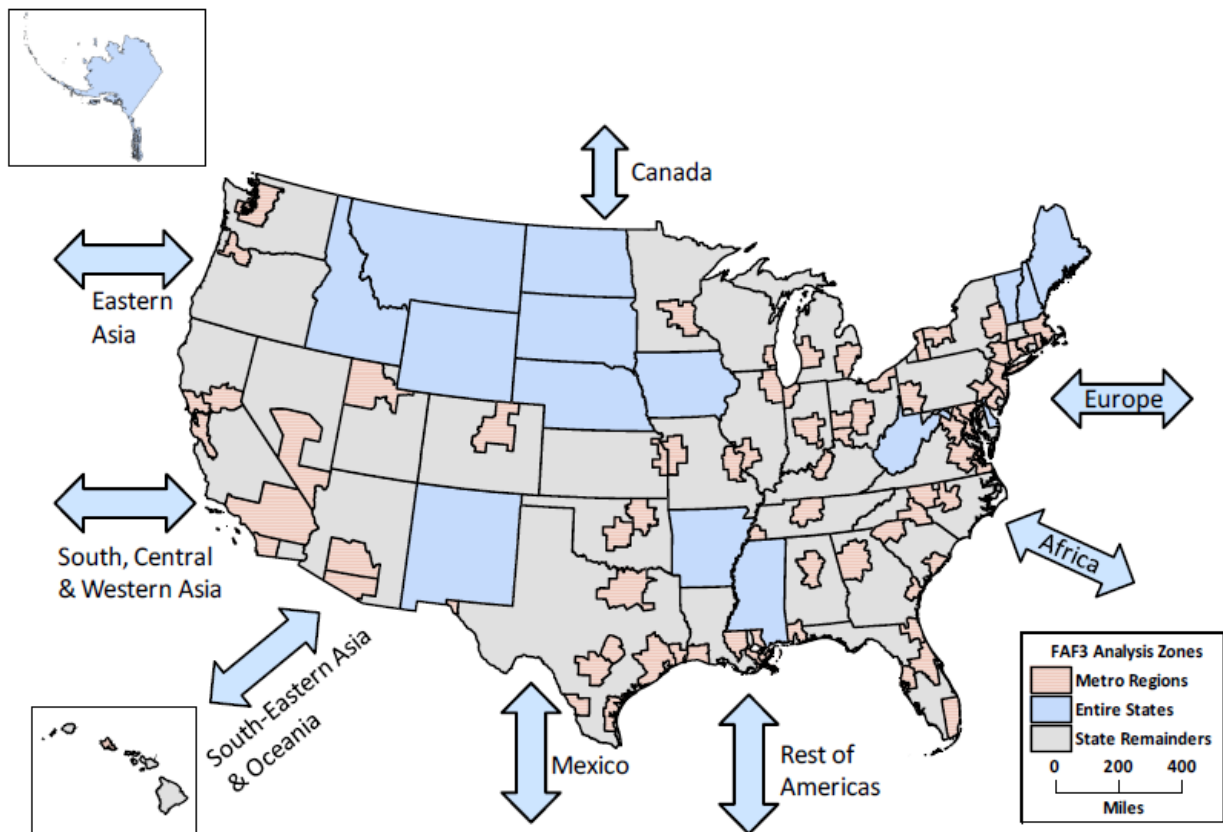 Canada
Eastern
Asia
Europe
South, Central
& Western Asia
Africa
South-Eastern Asia
& Oceania
Mexico
Rest of
Americas
FAF3 Analysis Zones
Metro Regions
Entire States
State Remainders
0 200 400
Miles